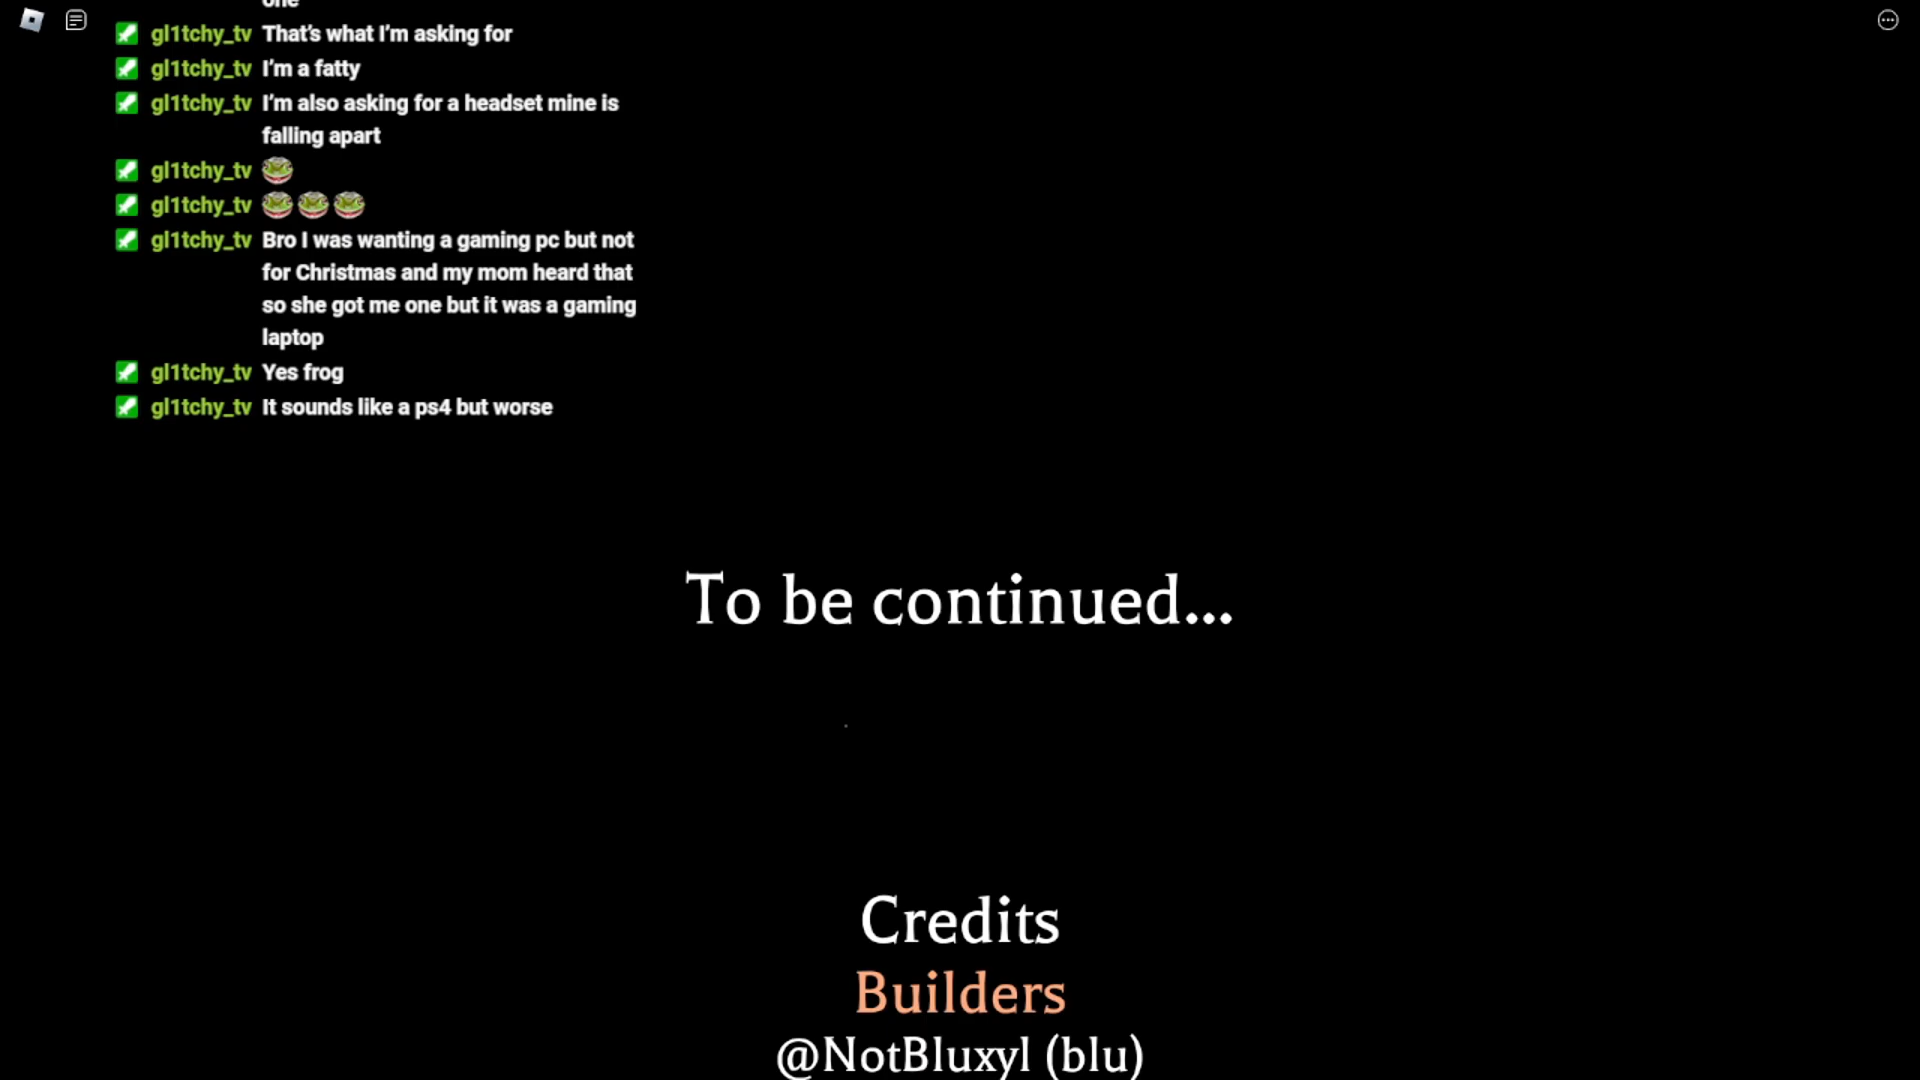 one
gl1tchy_tv That's what I'm asking for
gl1tchy_tv I'm a fatty
gl1tchy_tv I'm also asking for a headset mine is
falling apart
gl1tchy_tv
gl1tchy_tv
gl1tchy_tv Bro I was wanting a gaming pc but not
for Christmas and my mom heard that
so she got me one but it was a gaming
laptop
gl1tchy_tv Yes frog
gl1tchy_tv It sounds like a ps4 but worse
To be continued...
Credits
Builders
@NotBluxyl (blu)